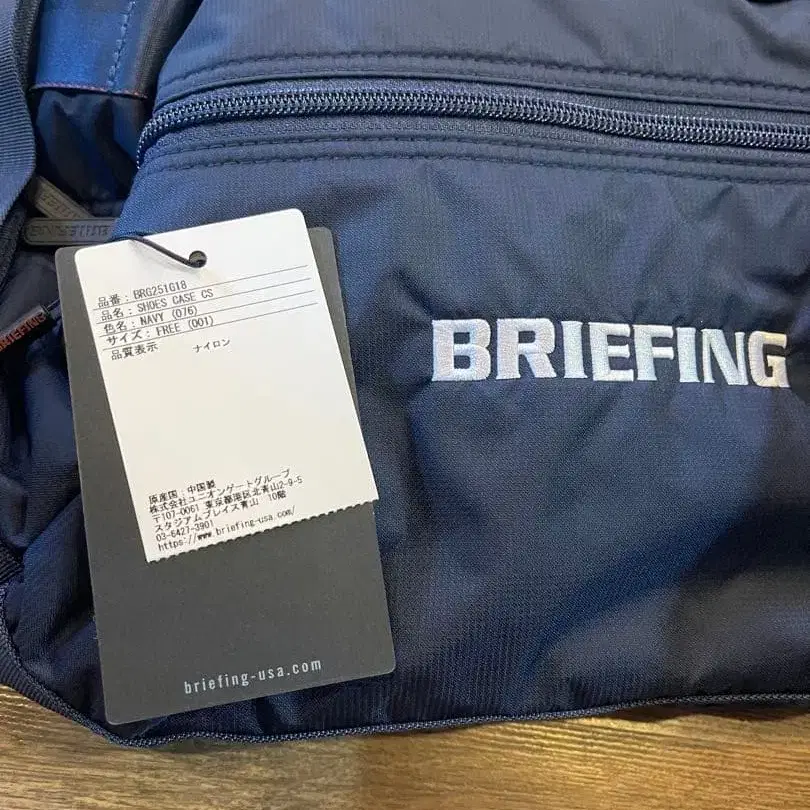 品番 : BRG251G18
品名 : SHOES CASE CS
色名 : NAVY (076)
サイズ : FREE (001)
品質表示 ナイロン
原産国 : 中国製
株式会社ユニオンゲートグループ
〒107-0061 東京都港区北青山2-9-5
スタジアムプレイス青山 10階
03-6427-3901
https://www.briefing-usa.com/
briefing-usa.com
BRIEFING
BRIEFING